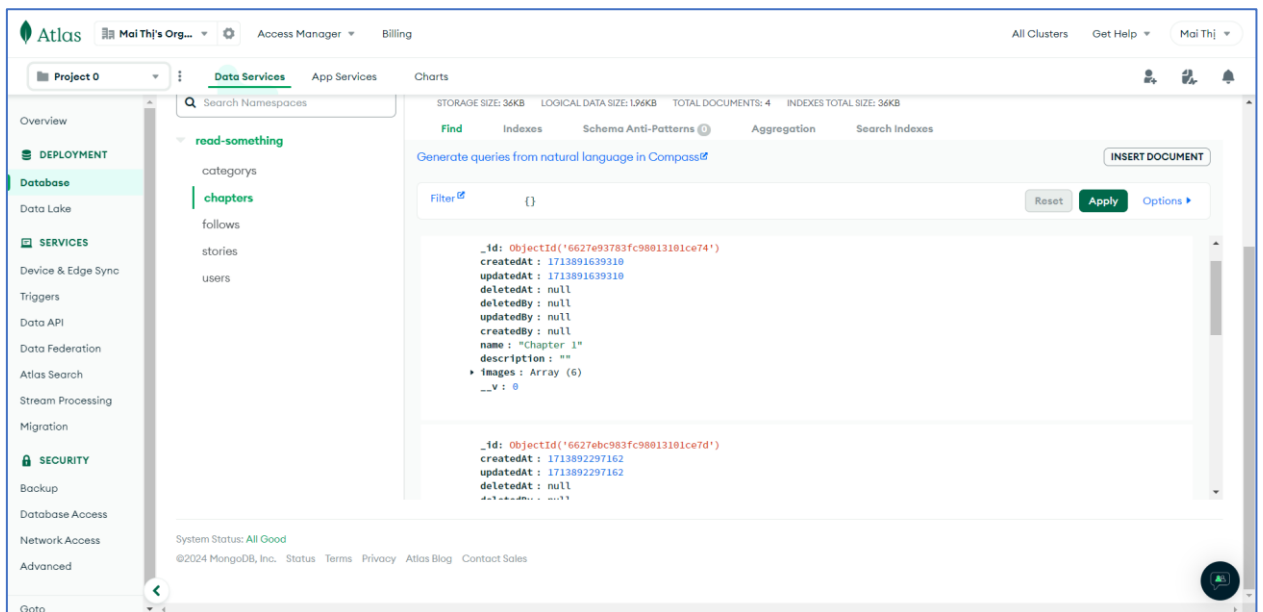 Atlas Mai Thị's Org... Access Manager Billing All Clusters Get Help Mai Thị
Project 0 Data Services App Services Charts
Overview
DEPLOYMENT
Database
Data Lake
SERVICES
Device & Edge Sync
Triggers
Data API
Data Federation
Atlas Search
Stream Processing
Migration
SECURITY
Backup
Database Access
Network Access
Advanced
Goto
Search Namespaces
read-something
categorys
chapters
follows
stories
users
STORAGE SIZE: 36KB LOGICAL DATA SIZE: 1.96KB TOTAL DOCUMENTS: 4 INDEXES TOTAL SIZE: 36KB
Find Indexes Schema Anti-Patterns 0 Aggregation Search Indexes
Generate queries from natural language in Compass INSERT DOCUMENT
Filter {} Reset Apply Options
_id: ObjectId('6627e93783fc98013101ce74')
createdAt : 1713891639310
updatedAt : 1713891639310
deletedAt : null
deletedBy : null
updatedBy : null
createdBy : null
name : "Chapter 1"
description : ""
images : Array (6)
__v : 0
_id: ObjectId('6627ebc983fc98013101ce7d')
createdAt : 1713892297162
updatedAt : 1713892297162
deletedAt : null
deletedBy : null
System Status: All Good
©2024 MongoDB, Inc. Status Terms Privacy Atlas Blog Contact Sales